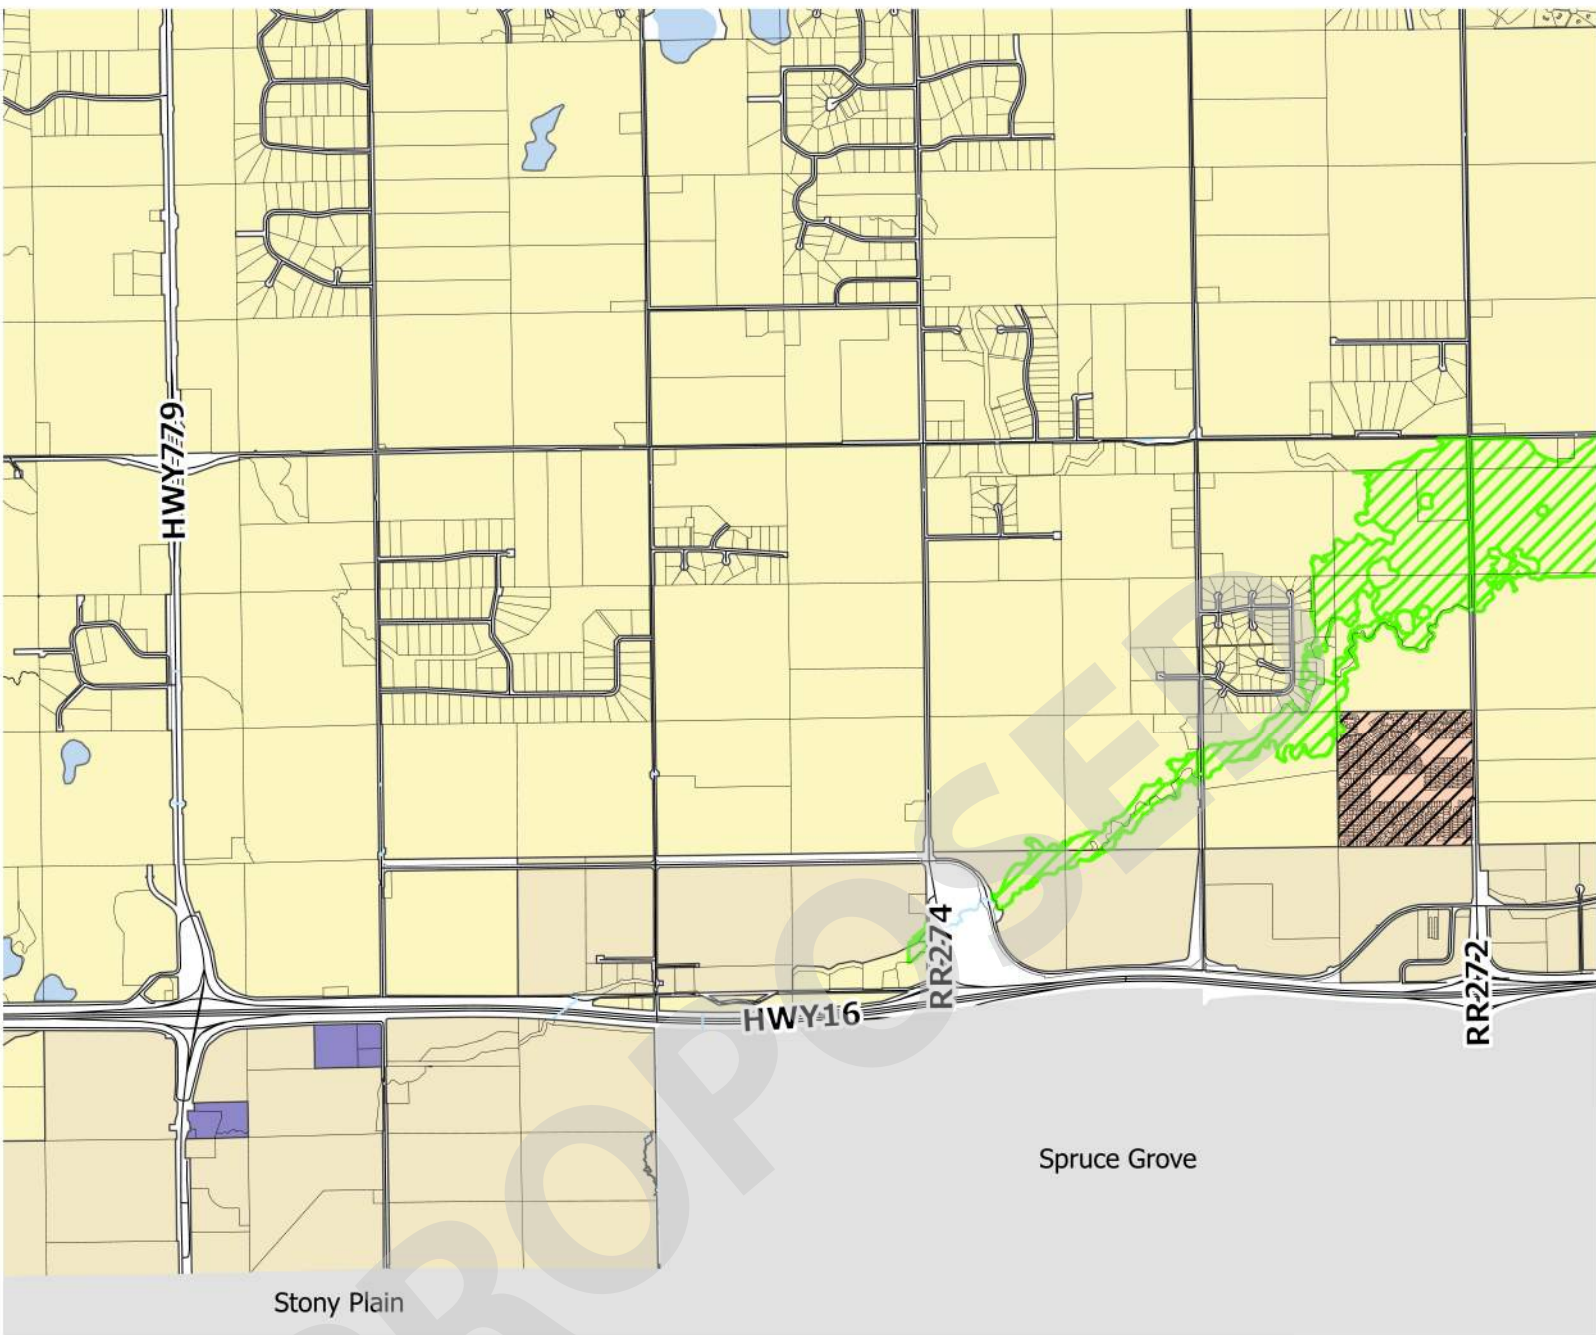 HWY 779
RR 274
HWY 16
RR 272
Spruce Grove
Stony Plain
PROPOSED